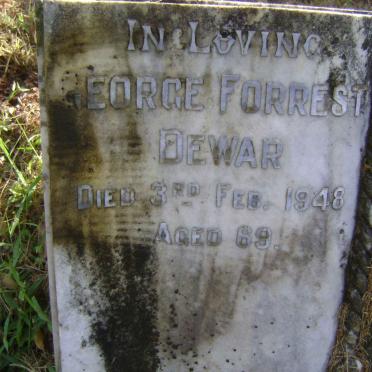 IN LOVING
GEORGE FORREST
DEWAR
DIED 3RD FEB. 1948
AGED 69.